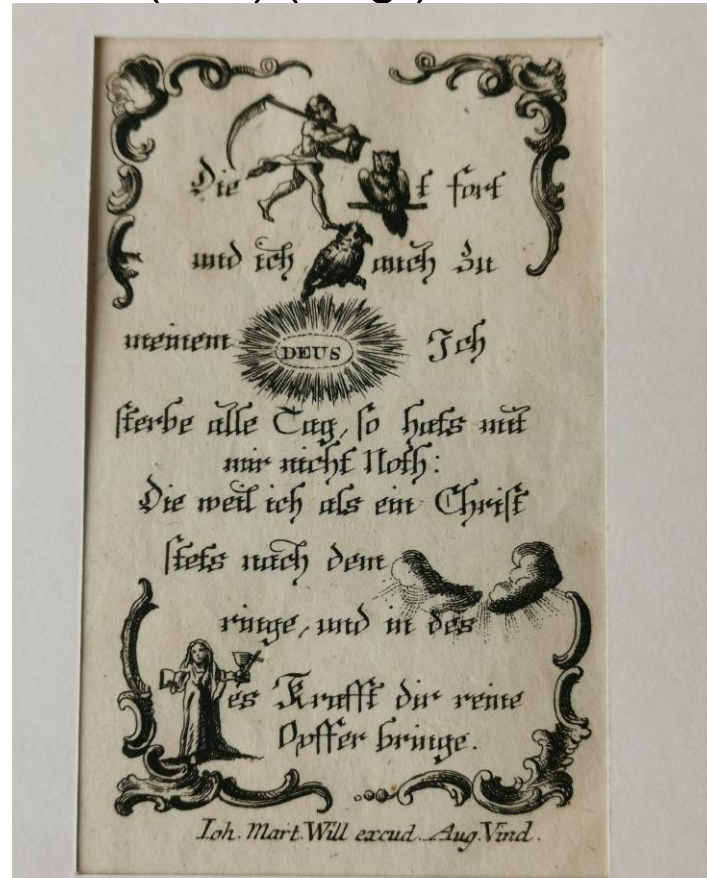 Die t fort
und ich auch zu
meinem DEUS Ich
sterbe alle Tag, so hats mit
mir nicht Noth:
Die weil ich als ein Christ
stets nach dem
ringe, und in des
es Krafft dir reine
Opffer bringe.
Ioh. Mart. Will excud. Aug. Vind.